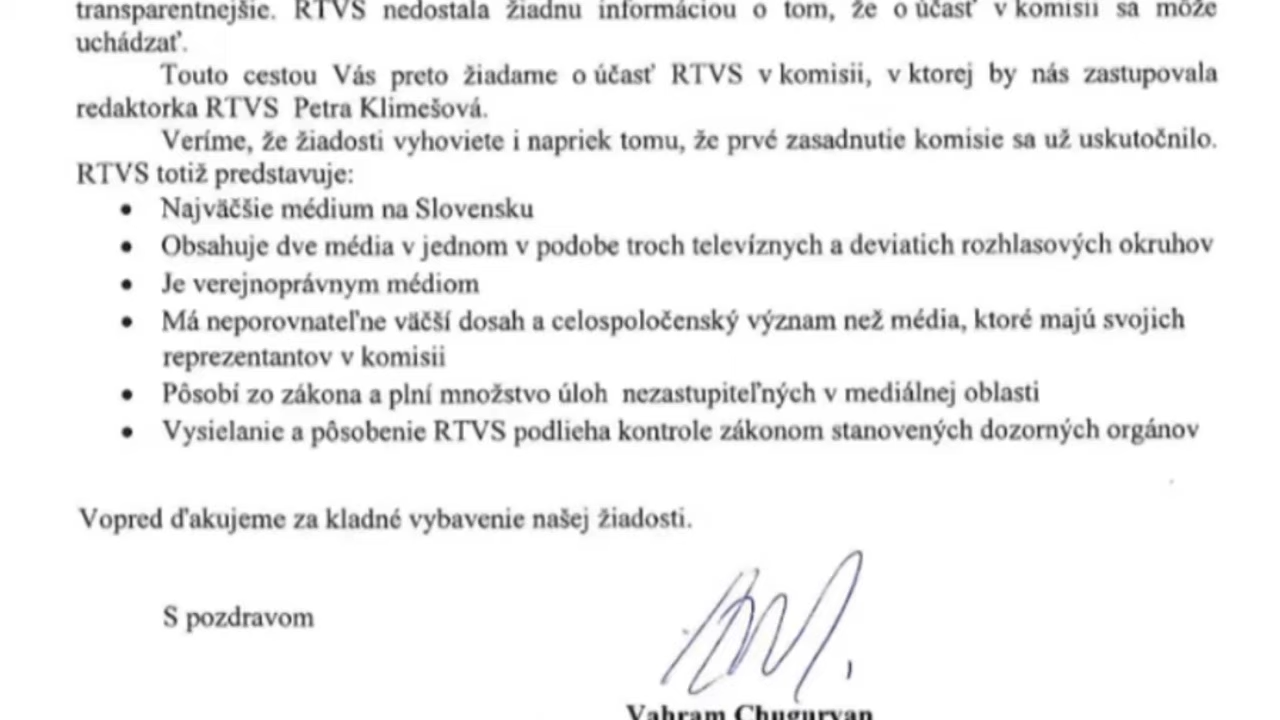 transparentnejšie. RTVS nedostala žiadnu informáciou o tom, že o účasť v komisii sa môže
uchádzať.
Touto cestou Vás preto žiadame o účasť RTVS v komisii, v ktorej by nás zastupovala
redaktorka RTVS Petra Klimešová.
Veríme, že žiadosti vyhoviete i napriek tomu, že prvé zasadnutie komisie sa už uskutočnilo.
RTVS totiž predstavuje:
• Najväčšie médium na Slovensku
• Obsahuje dve média v jednom v podobe troch televíznych a deviatich rozhlasových okruhov
• Je verejnoprávnym médiom
• Má neporovnateľne väčší dosah a celospoločenský význam než média, ktoré majú svojich
reprezentantov v komisii
• Pôsobí zo zákona a plní množstvo úloh nezastupiteľných v mediálnej oblasti
• Vysielanie a pôsobenie RTVS podlieha kontrole zákonom stanovených dozorných orgánov
Vopred ďakujeme za kladné vybavenie našej žiadosti.
S pozdravom
Vahram Chuguryan